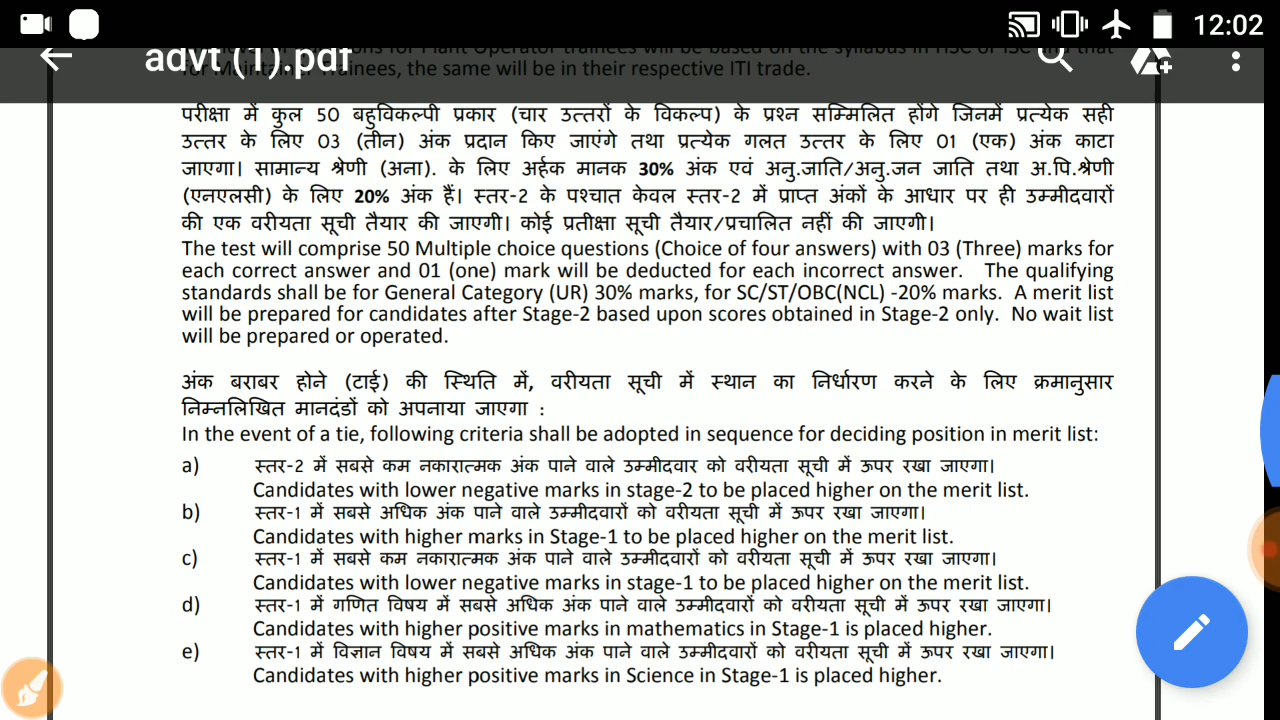 12:02
advt (1).pdf
for Maintainer Trainees, the same will be in their respective ITI trade.
परीक्षा में कुल 50 बहुविकल्पी प्रकार (चार उत्तरों के विकल्प) के प्रश्न सम्मिलित होंगे जिनमें प्रत्येक सही
उत्तर के लिए 03 (तीन) अंक प्रदान किए जाएंगे तथा प्रत्येक गलत उत्तर के लिए 01 (एक) अंक काटा
जाएगा। सामान्य श्रेणी (अना). के लिए अर्हक मानक 30% अंक एवं अनु.जाति/अनु.जन जाति तथा अ.पि.श्रेणी
(एनएलसी) के लिए 20% अंक हैं। स्तर-2 के पश्चात केवल स्तर-2 में प्राप्त अंकों के आधार पर ही उम्मीदवारों
की एक वरीयता सूची तैयार की जाएगी। कोई प्रतीक्षा सूची तैयार/प्रचालित नहीं की जाएगी।
The test will comprise 50 Multiple choice questions (Choice of four answers) with 03 (Three) marks for
each correct answer and 01 (one) mark will be deducted for each incorrect answer. The qualifying
standards shall be for General Category (UR) 30% marks, for SC/ST/OBC(NCL) -20% marks. A merit list
will be prepared for candidates after Stage-2 based upon scores obtained in Stage-2 only. No wait list
will be prepared or operated.
अंक बराबर होने (टाई) की स्थिति में, वरीयता सूची में स्थान का निर्धारण करने के लिए क्रमानुसार
निम्नलिखित मानदंडों को अपनाया जाएगा :
In the event of a tie, following criteria shall be adopted in sequence for deciding position in merit list:
a) स्तर-2 में सबसे कम नकारात्मक अंक पाने वाले उम्मीदवार को वरीयता सूची में ऊपर रखा जाएगा।
Candidates with lower negative marks in stage-2 to be placed higher on the merit list.
b) स्तर-1 में सबसे अधिक अंक पाने वाले उम्मीदवारों को वरीयता सूची में ऊपर रखा जाएगा।
Candidates with higher marks in Stage-1 to be placed higher on the merit list.
c) स्तर-1 में सबसे कम नकारात्मक अंक पाने वाले उम्मीदवारों को वरीयता सूची में ऊपर रखा जाएगा।
Candidates with lower negative marks in stage-1 to be placed higher on the merit list.
d) स्तर-1 में गणित विषय में सबसे अधिक अंक पाने वाले उम्मीदवारों को वरीयता सूची में ऊपर रखा जाएगा।
Candidates with higher positive marks in mathematics in Stage-1 is placed higher.
e) स्तर-1 में विज्ञान विषय में सबसे अधिक अंक पाने वाले उम्मीदवारों को वरीयता सूची में ऊपर रखा जाएगा।
Candidates with higher positive marks in Science in Stage-1 is placed higher.